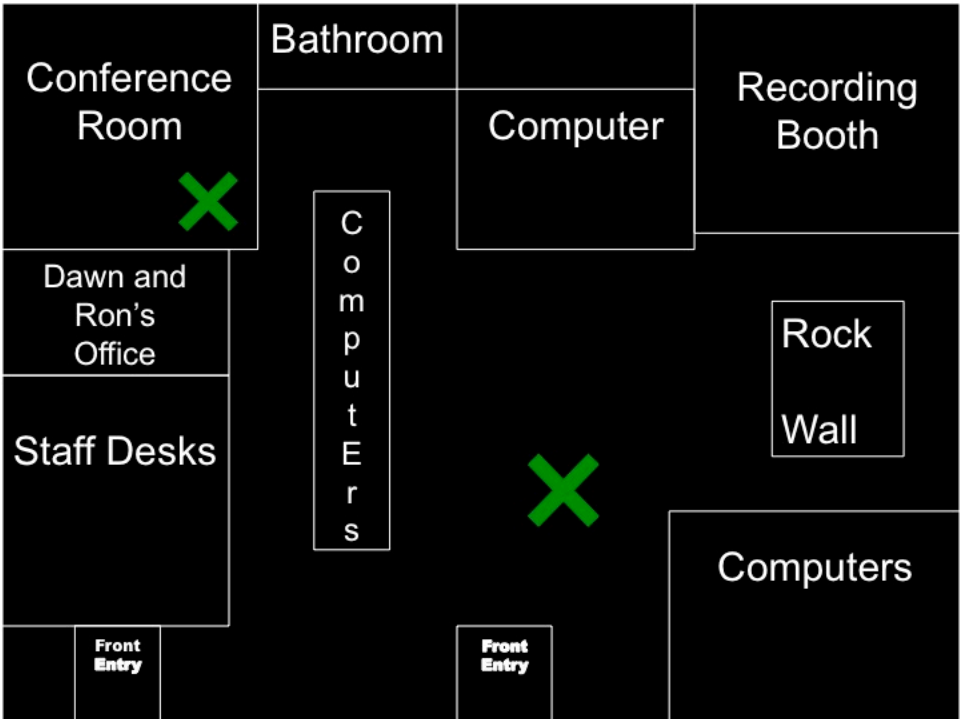 Conference
Room
Bathroom
Computer
Recording
Booth
C
o
m
p
u
t
E
r
s
Dawn and
Ron’s
Office
Rock
Wall
Staff Desks
Computers
Front
Entry
Front
Entry